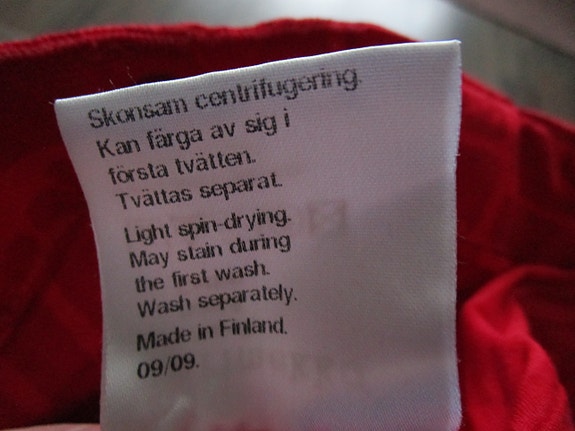 Skonsam centrifugering.
Kan färga av sig i
första tvätten.
Tvättas separat.
Light spin-drying.
May stain during
the first wash.
Wash separately.
Made in Finland.
09/09.